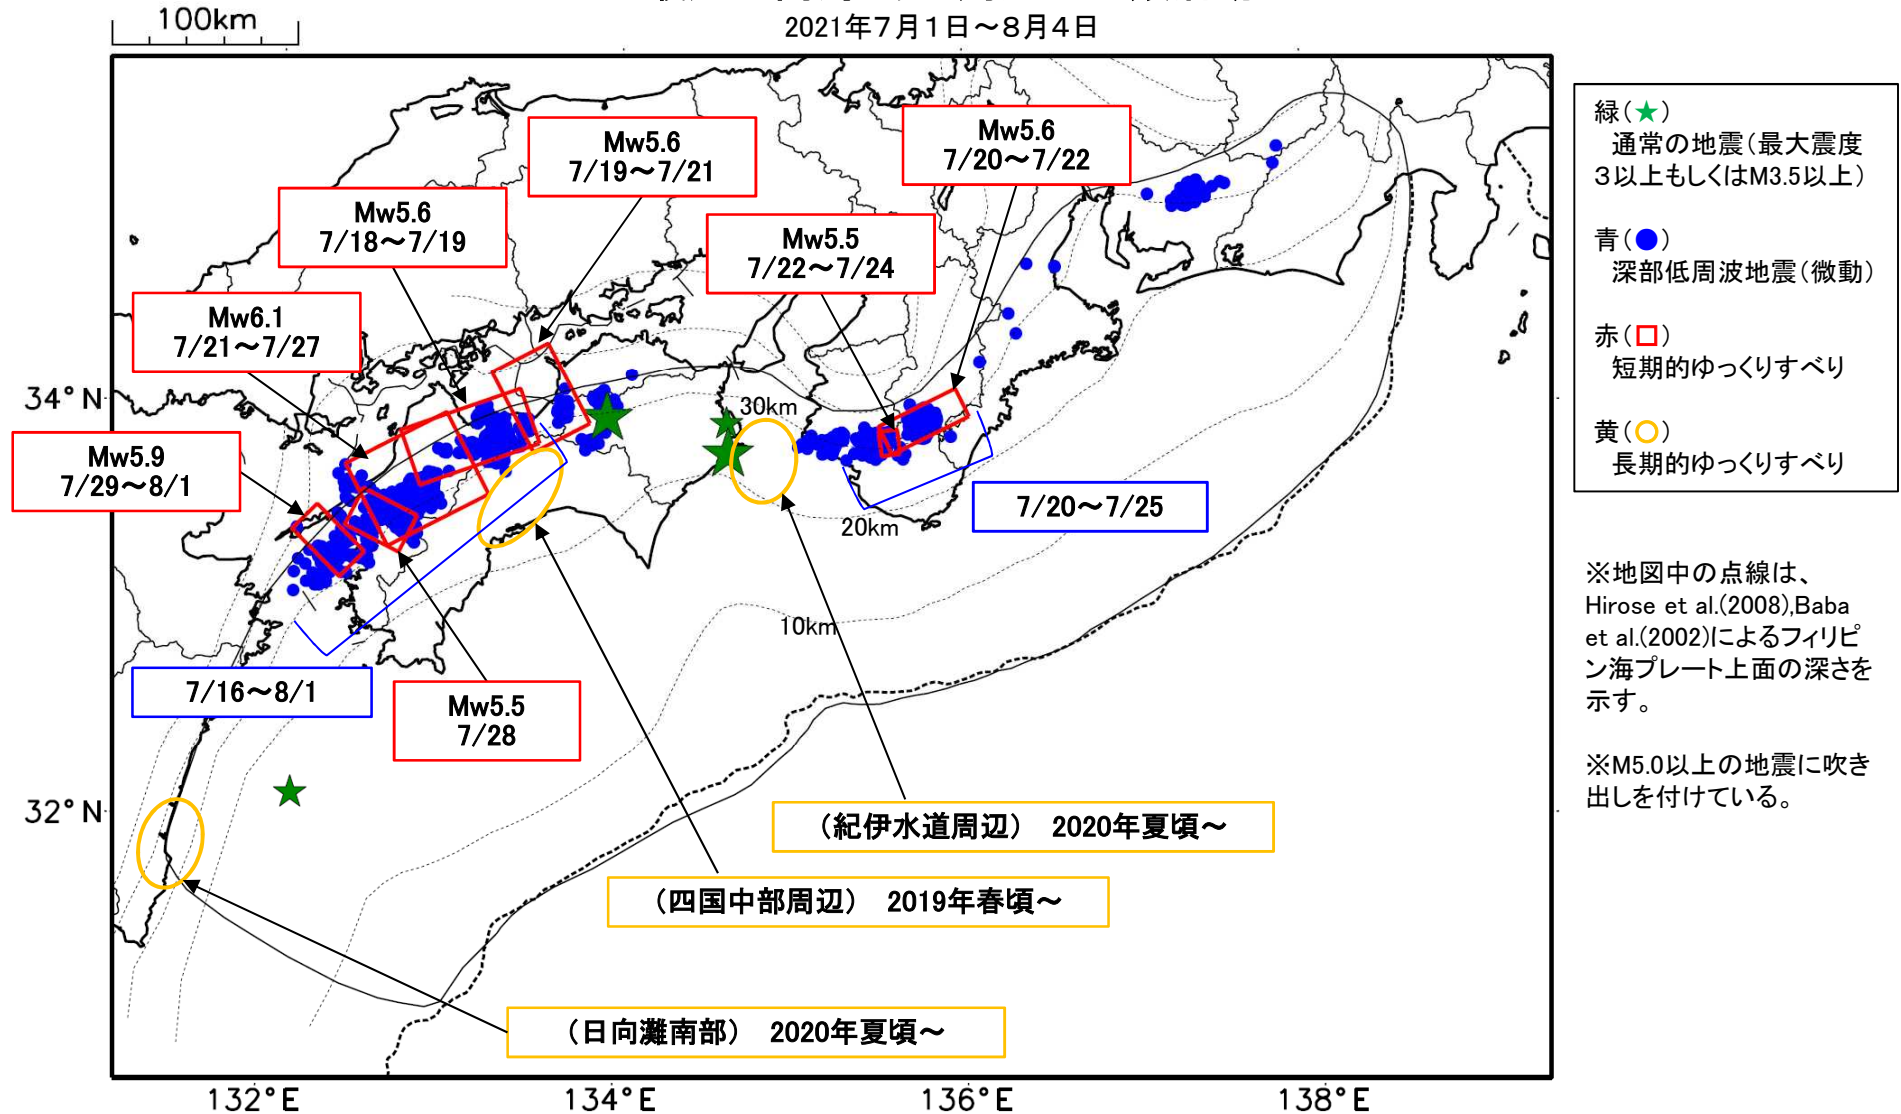 100km
2021年7月1日～8月4日
Mw5.6
7/19～7/21
Mw5.6
7/20～7/22
Mw5.6
7/18～7/19
Mw5.5
7/22～7/24
Mw6.1
7/21～7/27
Mw5.9
7/29～8/1
34°N
30km
20km
7/20～7/25
10km
7/16～8/1
Mw5.5
7/28
32°N
（紀伊水道周辺）　2020年夏頃～
（四国中部周辺）　2019年春頃～
（日向灘南部）　2020年夏頃～
132°E
134°E
136°E
138°E
緑（★）
通常の地震（最大震度
３以上もしくはM3.5以上）
青（●）
深部低周波地震（微動）
赤（□）
短期的ゆっくりすべり
黄（○）
長期的ゆっくりすべり
※地図中の点線は、
Hirose et al.(2008),Baba
et al.(2002)によるフィリピ
ン海プレート上面の深さを
示す。
※M5.0以上の地震に吹き
出しを付けている。